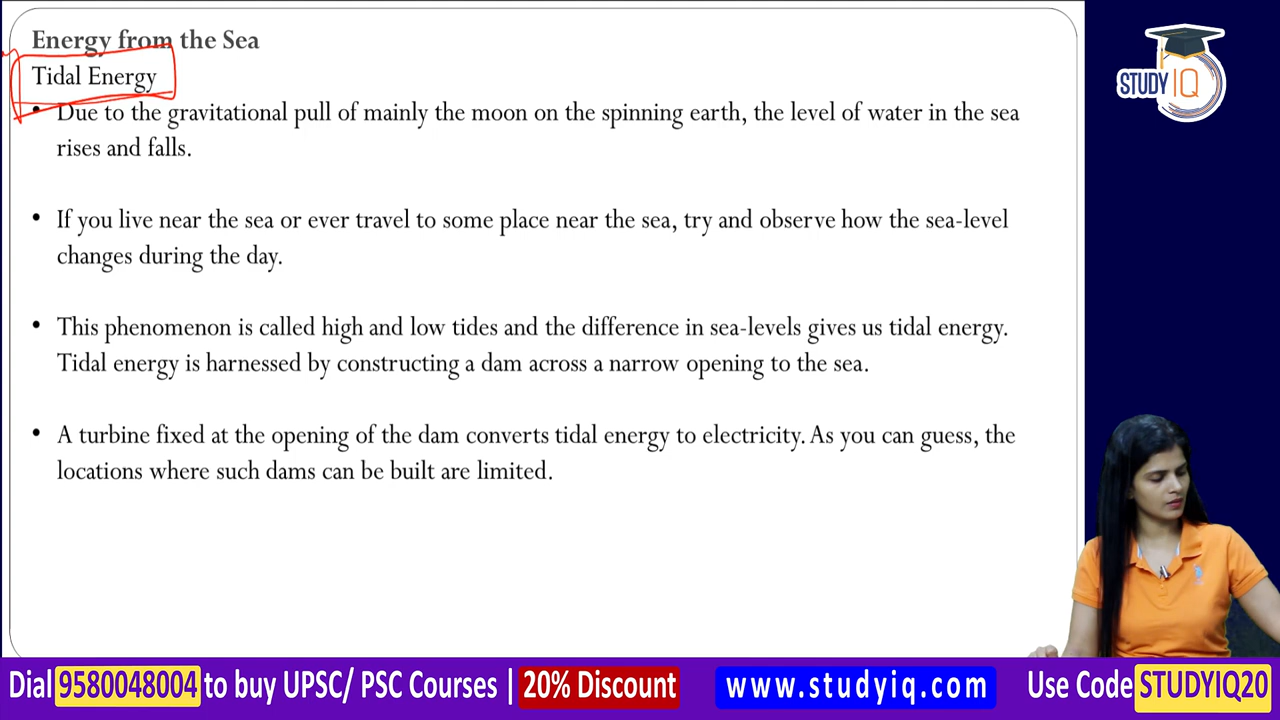 Energy from the Sea
Tidal Energy
• Due to the gravitational pull of mainly the moon on the spinning earth, the level of water in the sea
rises and falls.
• If you live near the sea or ever travel to some place near the sea, try and observe how the sea-level
changes during the day.
• This phenomenon is called high and low tides and the difference in sea-levels gives us tidal energy.
Tidal energy is harnessed by constructing a dam across a narrow opening to the sea.
• A turbine fixed at the opening of the dam converts tidal energy to electricity. As you can guess, the
locations where such dams can be built are limited.
STUDY IQ
Dial 9580048004 to buy UPSC/ PSC Courses | 20% Discount www.studyiq.com Use Code STUDYIQ20